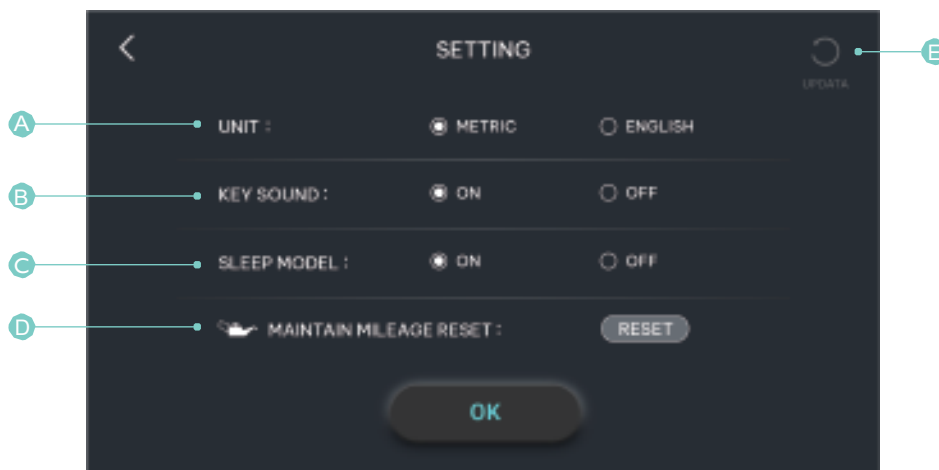 SETTING
E
UPDATA
A UNIT : METRIC ENGLISH
B KEY SOUND : ON OFF
C SLEEP MODEL : ON OFF
D MAINTAIN MILEAGE RESET : RESET
OK